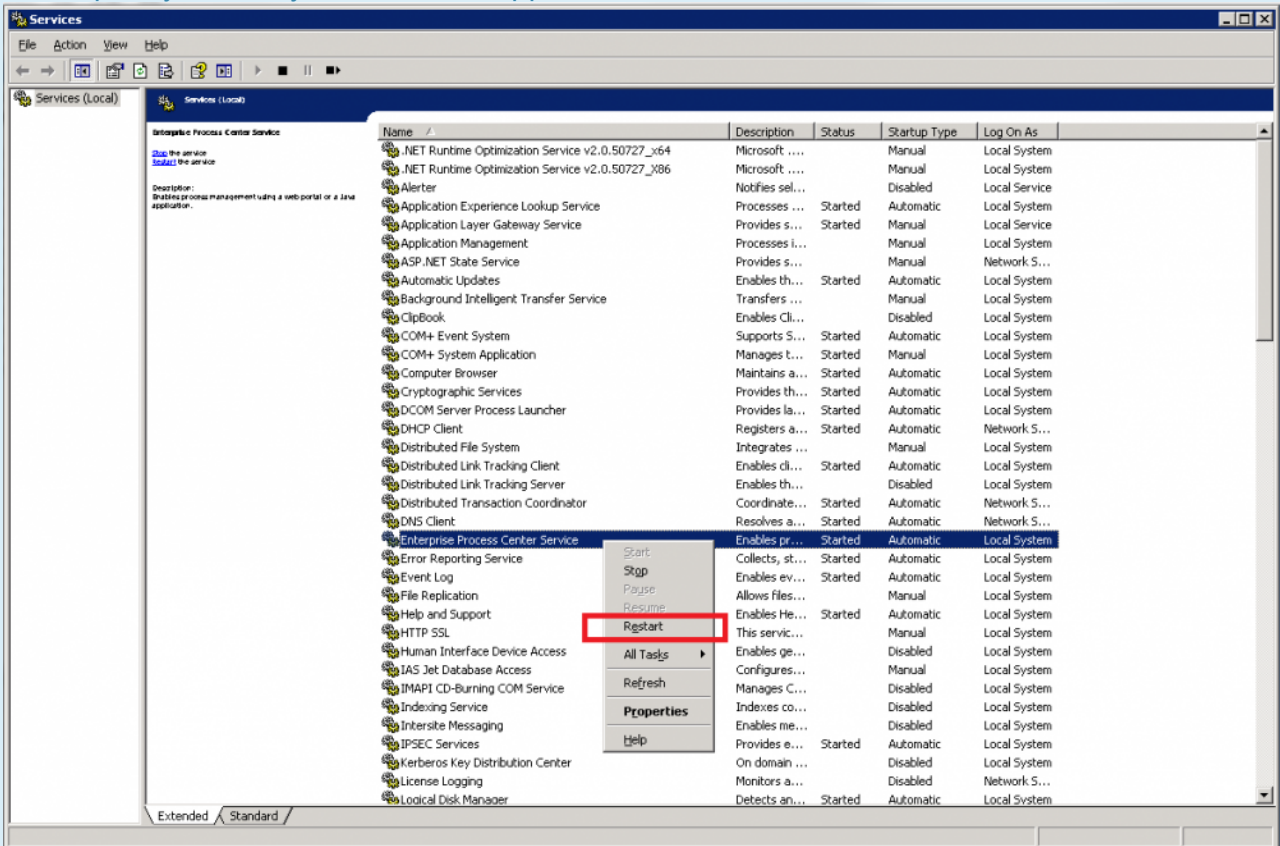 Services
File Action View Help
Services (Local)
Services (Local)
Enterprise Process Center Service
Stop the service
Restart the service
Description:
Enables process management using a web portal or a Java
application.
Name Description Status Startup Type Log On As
.NET Runtime Optimization Service v2.0.50727_x64 Microsoft .... Manual Local System
.NET Runtime Optimization Service v2.0.50727_X86 Microsoft .... Manual Local System
Alerter Notifies sel... Disabled Local Service
Application Experience Lookup Service Processes ... Started Automatic Local System
Application Layer Gateway Service Provides s... Started Manual Local Service
Application Management Processes i... Manual Local System
ASP.NET State Service Provides s... Manual Network S...
Automatic Updates Enables th... Started Automatic Local System
Background Intelligent Transfer Service Transfers ... Manual Local System
ClipBook Enables Cli... Disabled Local System
COM+ Event System Supports S... Started Automatic Local System
COM+ System Application Manages t... Started Manual Local System
Computer Browser Maintains a... Started Automatic Local System
Cryptographic Services Provides th... Started Automatic Local System
DCOM Server Process Launcher Provides la... Started Automatic Local System
DHCP Client Registers a... Started Automatic Network S...
Distributed File System Integrates ... Manual Local System
Distributed Link Tracking Client Enables cli... Started Automatic Local System
Distributed Link Tracking Server Enables th... Disabled Local System
Distributed Transaction Coordinator Coordinate... Started Automatic Network S...
DNS Client Resolves a... Started Automatic Network S...
Enterprise Process Center Service Enables pr... Started Automatic Local System
Error Reporting Service Start Collects, st... Started Automatic Local System
Event Log Stop Enables ev... Started Automatic Local System
File Replication Pause Allows files... Manual Local System
Help and Support Resume Enables He... Started Automatic Local System
HTTP SSL Restart This servic... Manual Local System
Human Interface Device Access All Tasks Enables ge... Disabled Local System
IAS Jet Database Access Configures... Manual Local System
IMAPI CD-Burning COM Service Refresh Manages C... Disabled Local System
Indexing Service Properties Indexes co... Disabled Local System
Intersite Messaging Enables me... Disabled Local System
IPSEC Services Help Provides e... Started Automatic Local System
Kerberos Key Distribution Center On domain ... Disabled Local System
License Logging Monitors a... Disabled Network S...
Logical Disk Manager Detects an... Started Automatic Local System
Extended Standard